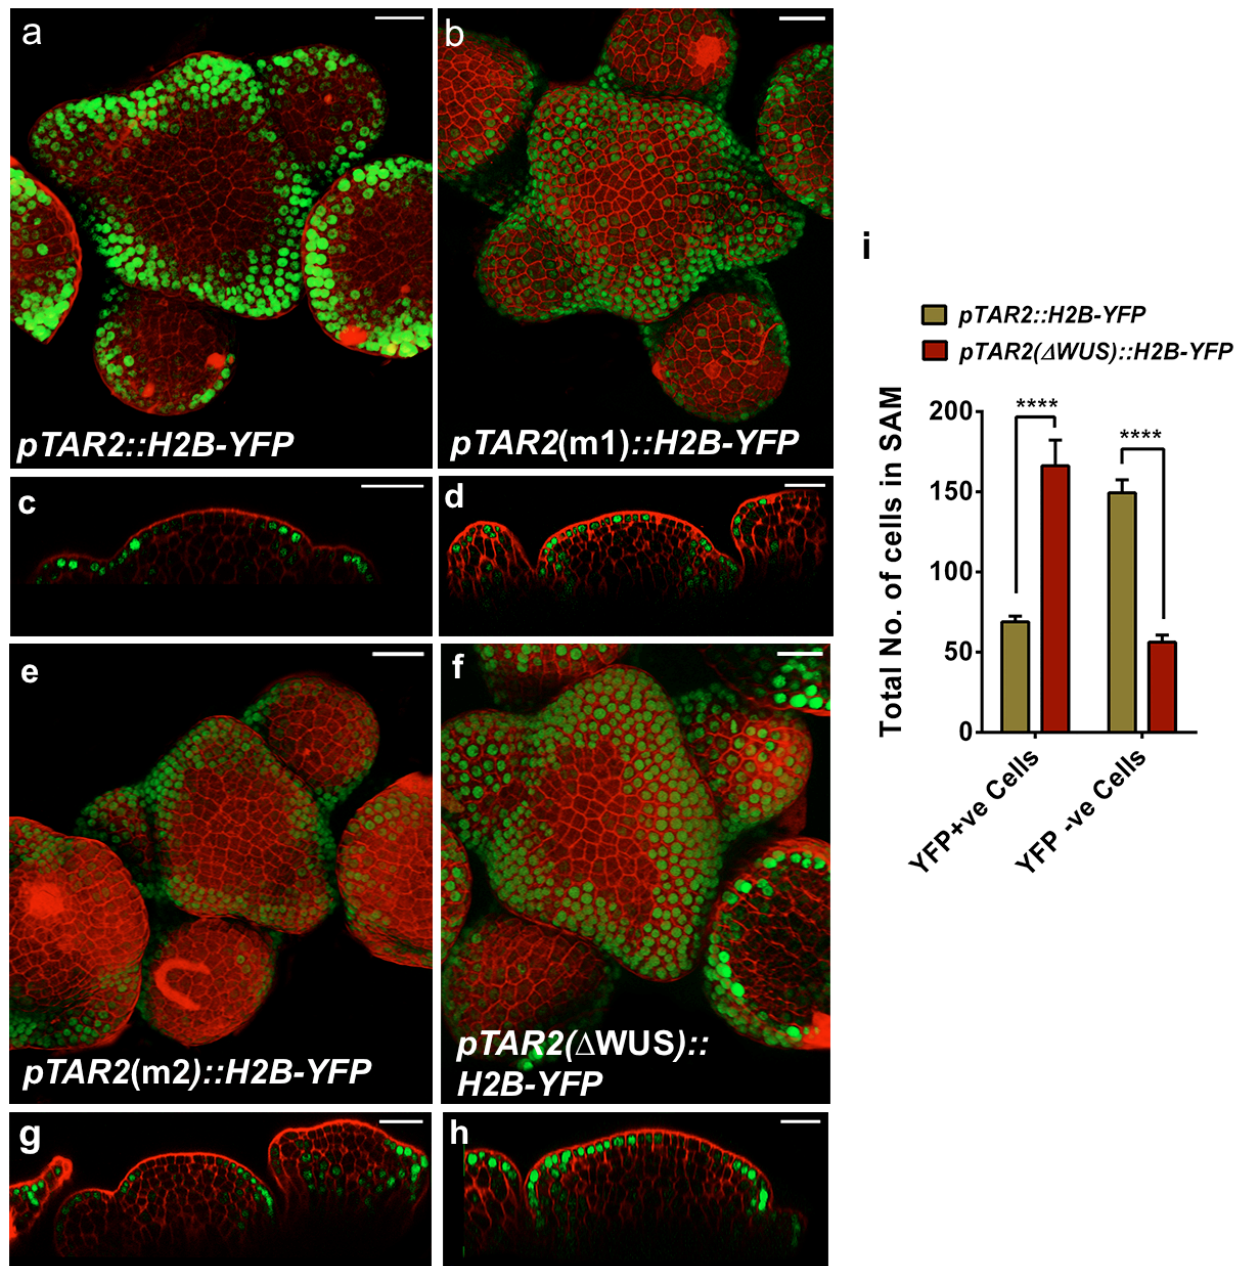 a
pTAR2::H2B-YFP
b
pTAR2(m1)::H2B-YFP
c
d
e
pTAR2(m2)::H2B-YFP
f
pTAR2(ΔWUS)::
H2B-YFP
g
h
i
pTAR2::H2B-YFP
pTAR2(ΔWUS)::H2B-YFP
Total No. of cells in SAM
200
150
100
50
0
****
****
YFP+ve Cells
YFP -ve Cells